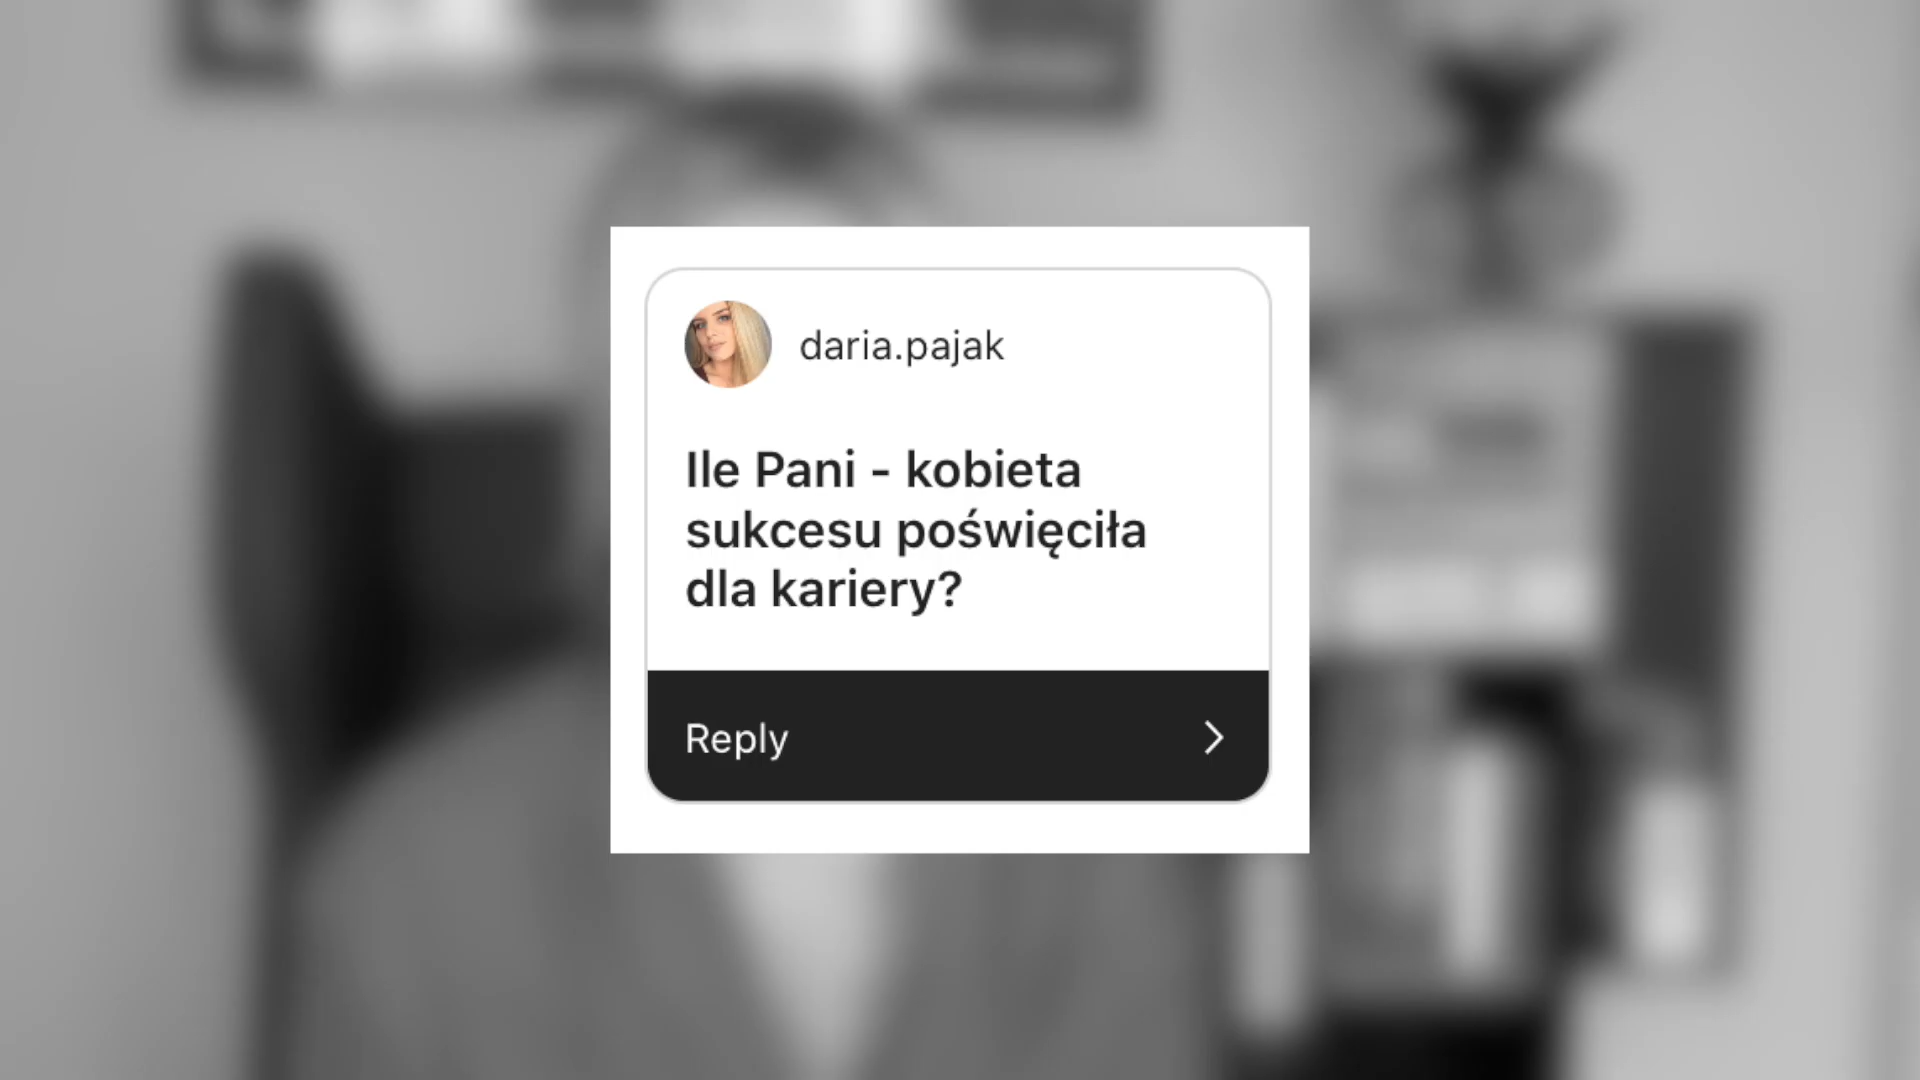 daria.pajak
Ile Pani - kobieta
sukcesu poświęciła
dla kariery?
Reply